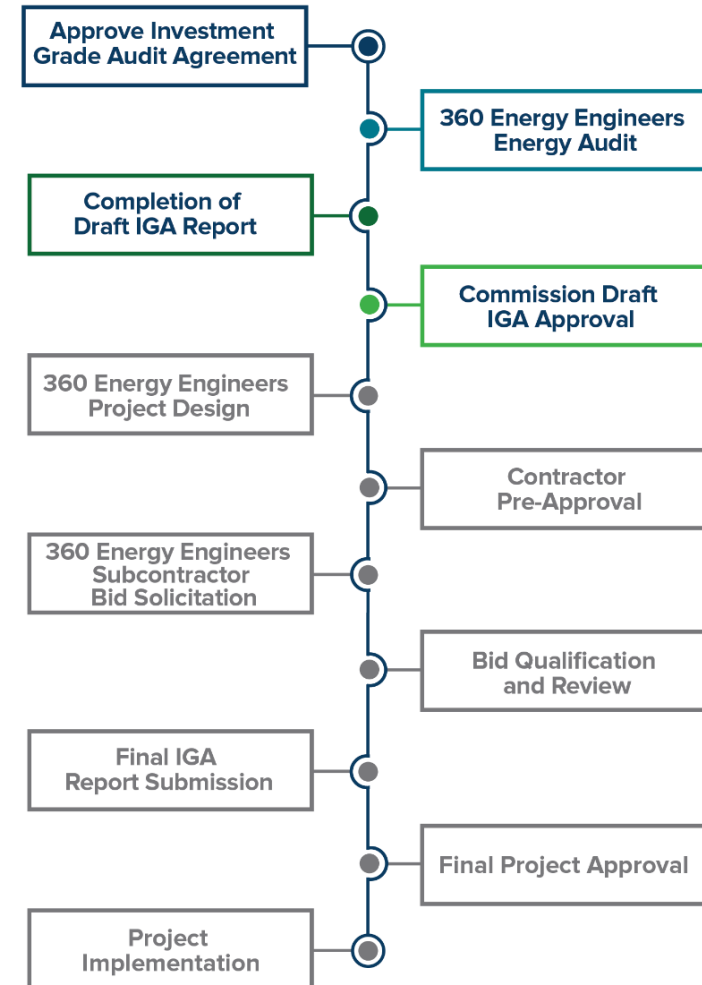 Approve Investment
Grade Audit Agreement
360 Energy Engineers
Energy Audit
Completion of
Draft IGA Report
Commission Draft
IGA Approval
360 Energy Engineers
Project Design
Contractor
Pre-Approval
360 Energy Engineers
Subcontractor
Bid Solicitation
Bid Qualification
and Review
Final IGA
Report Submission
Final Project Approval
Project
Implementation